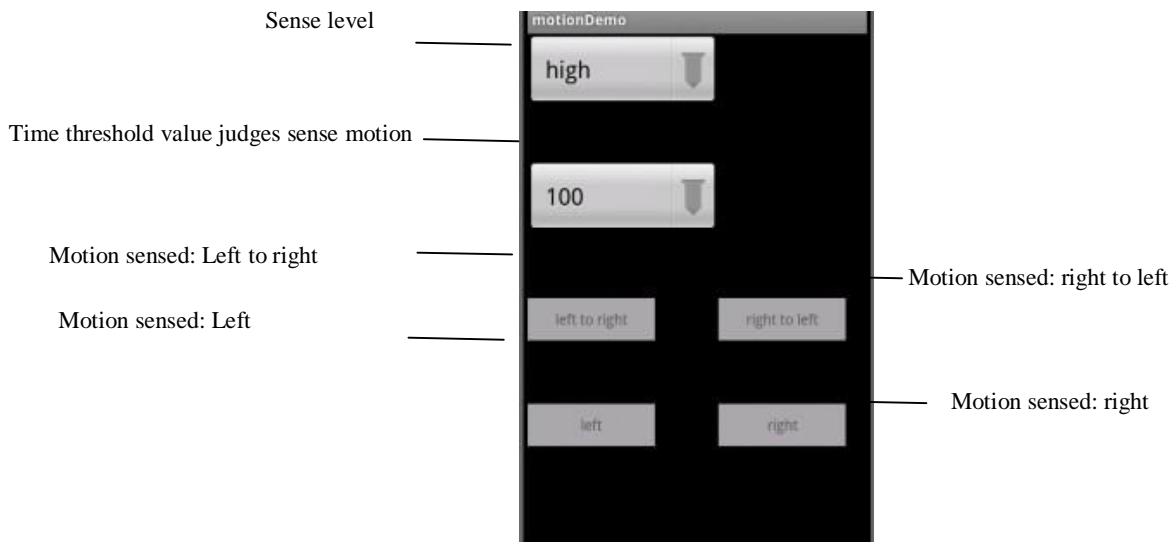 Sense level
motionDemo
high
Time threshold value judges sense motion
100
Motion sensed: Left to right
Motion sensed: right to left
left to right
right to left
Motion sensed: Left
Motion sensed: right
left
right